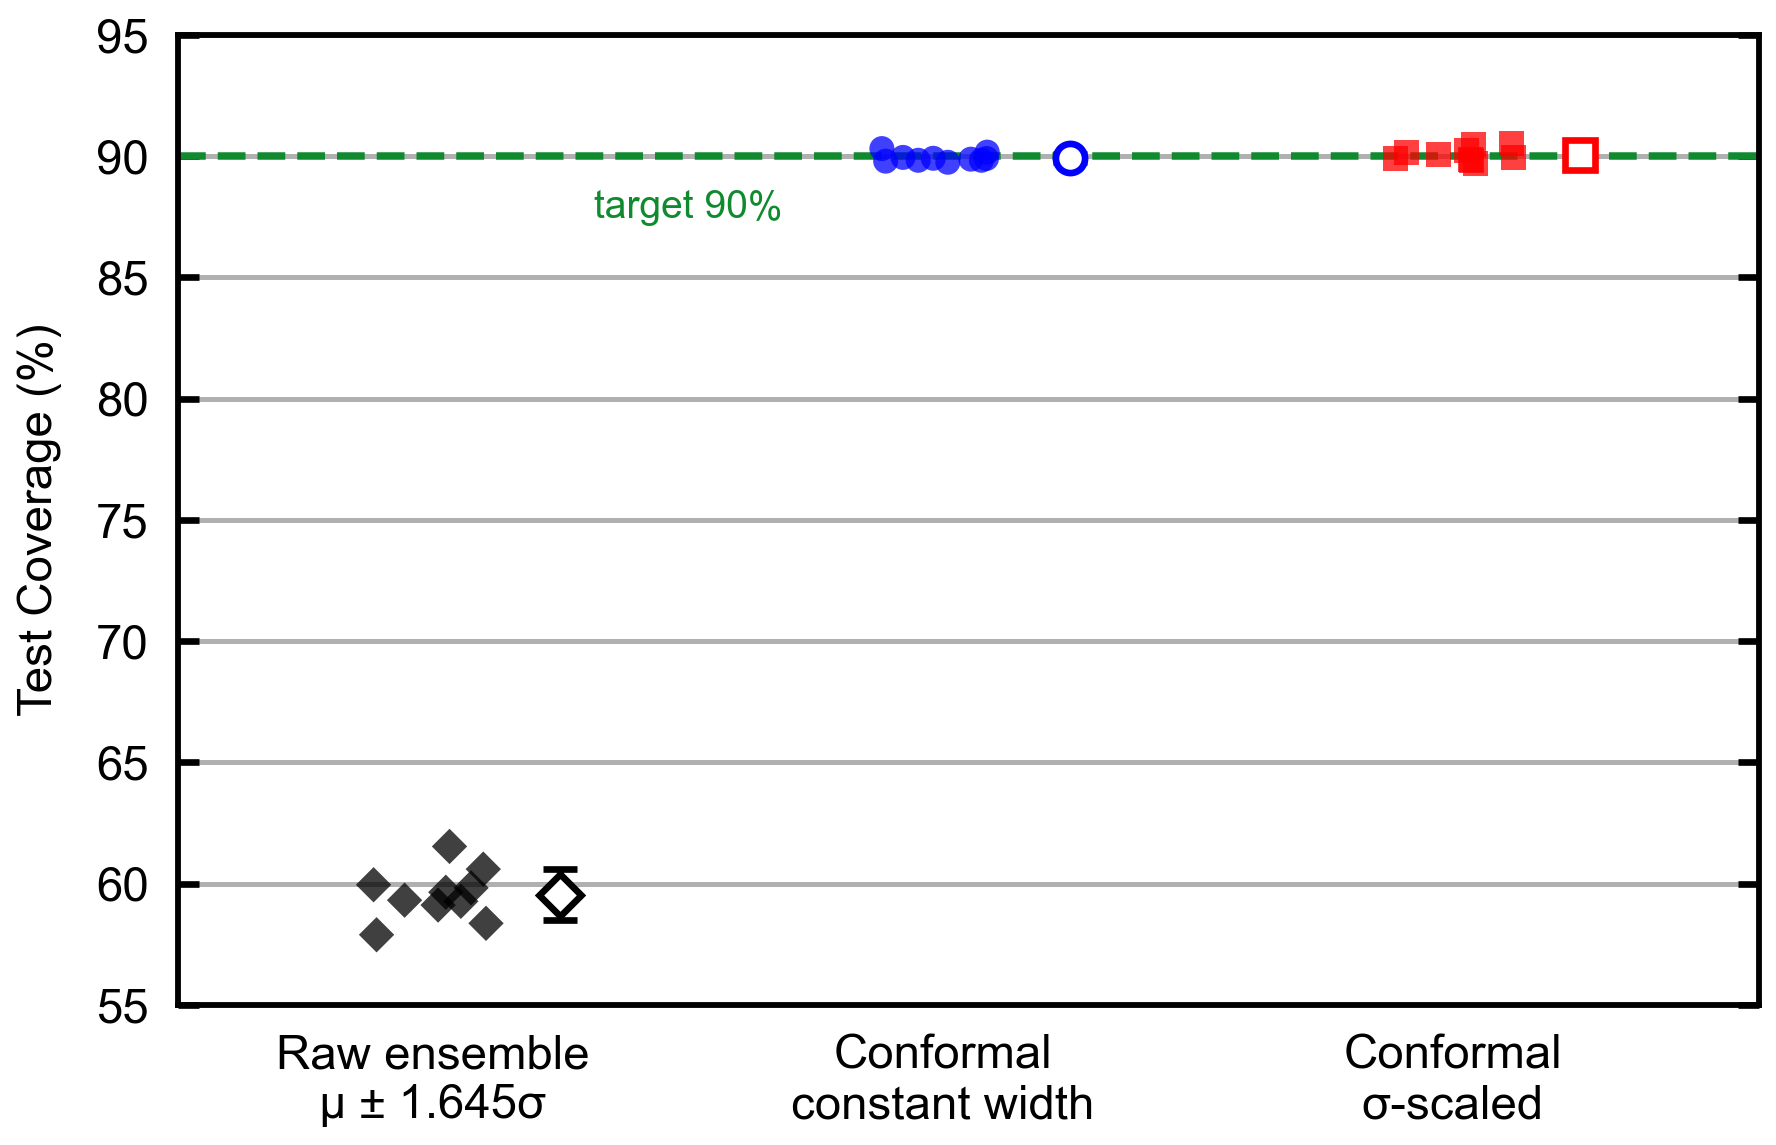 95
90
85
80
75
70
65
60
55
Test Coverage (%)
target 90%
Raw ensemble
μ ± 1.645σ
Conformal
constant width
Conformal
σ-scaled